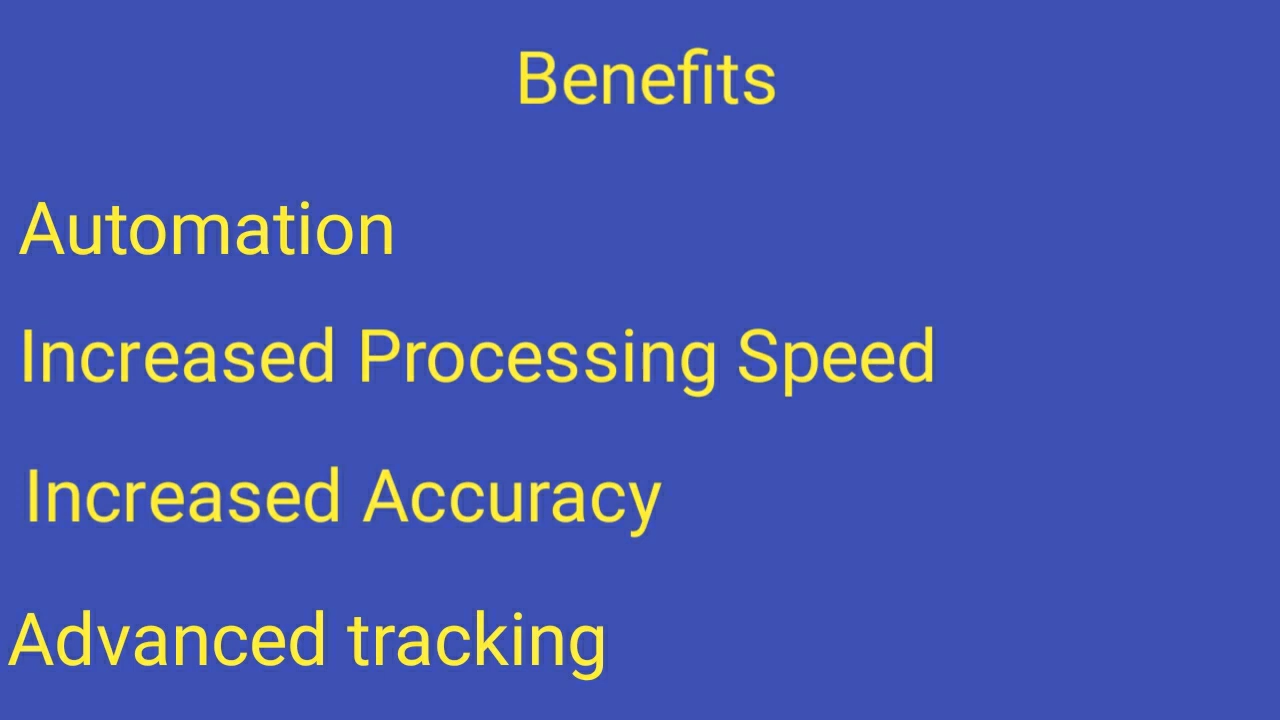 Benefits
Automation
Increased Processing Speed
Increased Accuracy
Advanced tracking